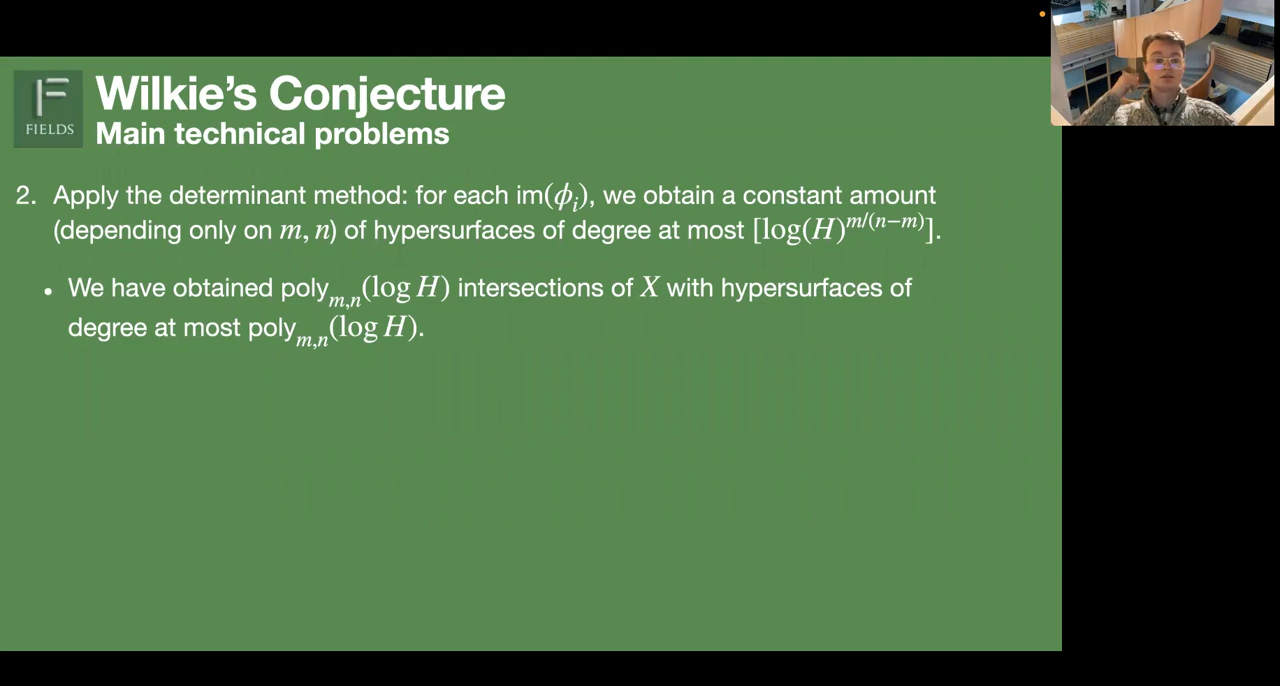 FIELDS
Wilkie's Conjecture
Main technical problems
2. Apply the determinant method: for each im(ϕᵢ), we obtain a constant amount
(depending only on m, n) of hypersurfaces of degree at most [log(H)^{m/(n−m)}].
• We have obtained poly_{m,n}(log H) intersections of X with hypersurfaces of
degree at most poly_{m,n}(log H).